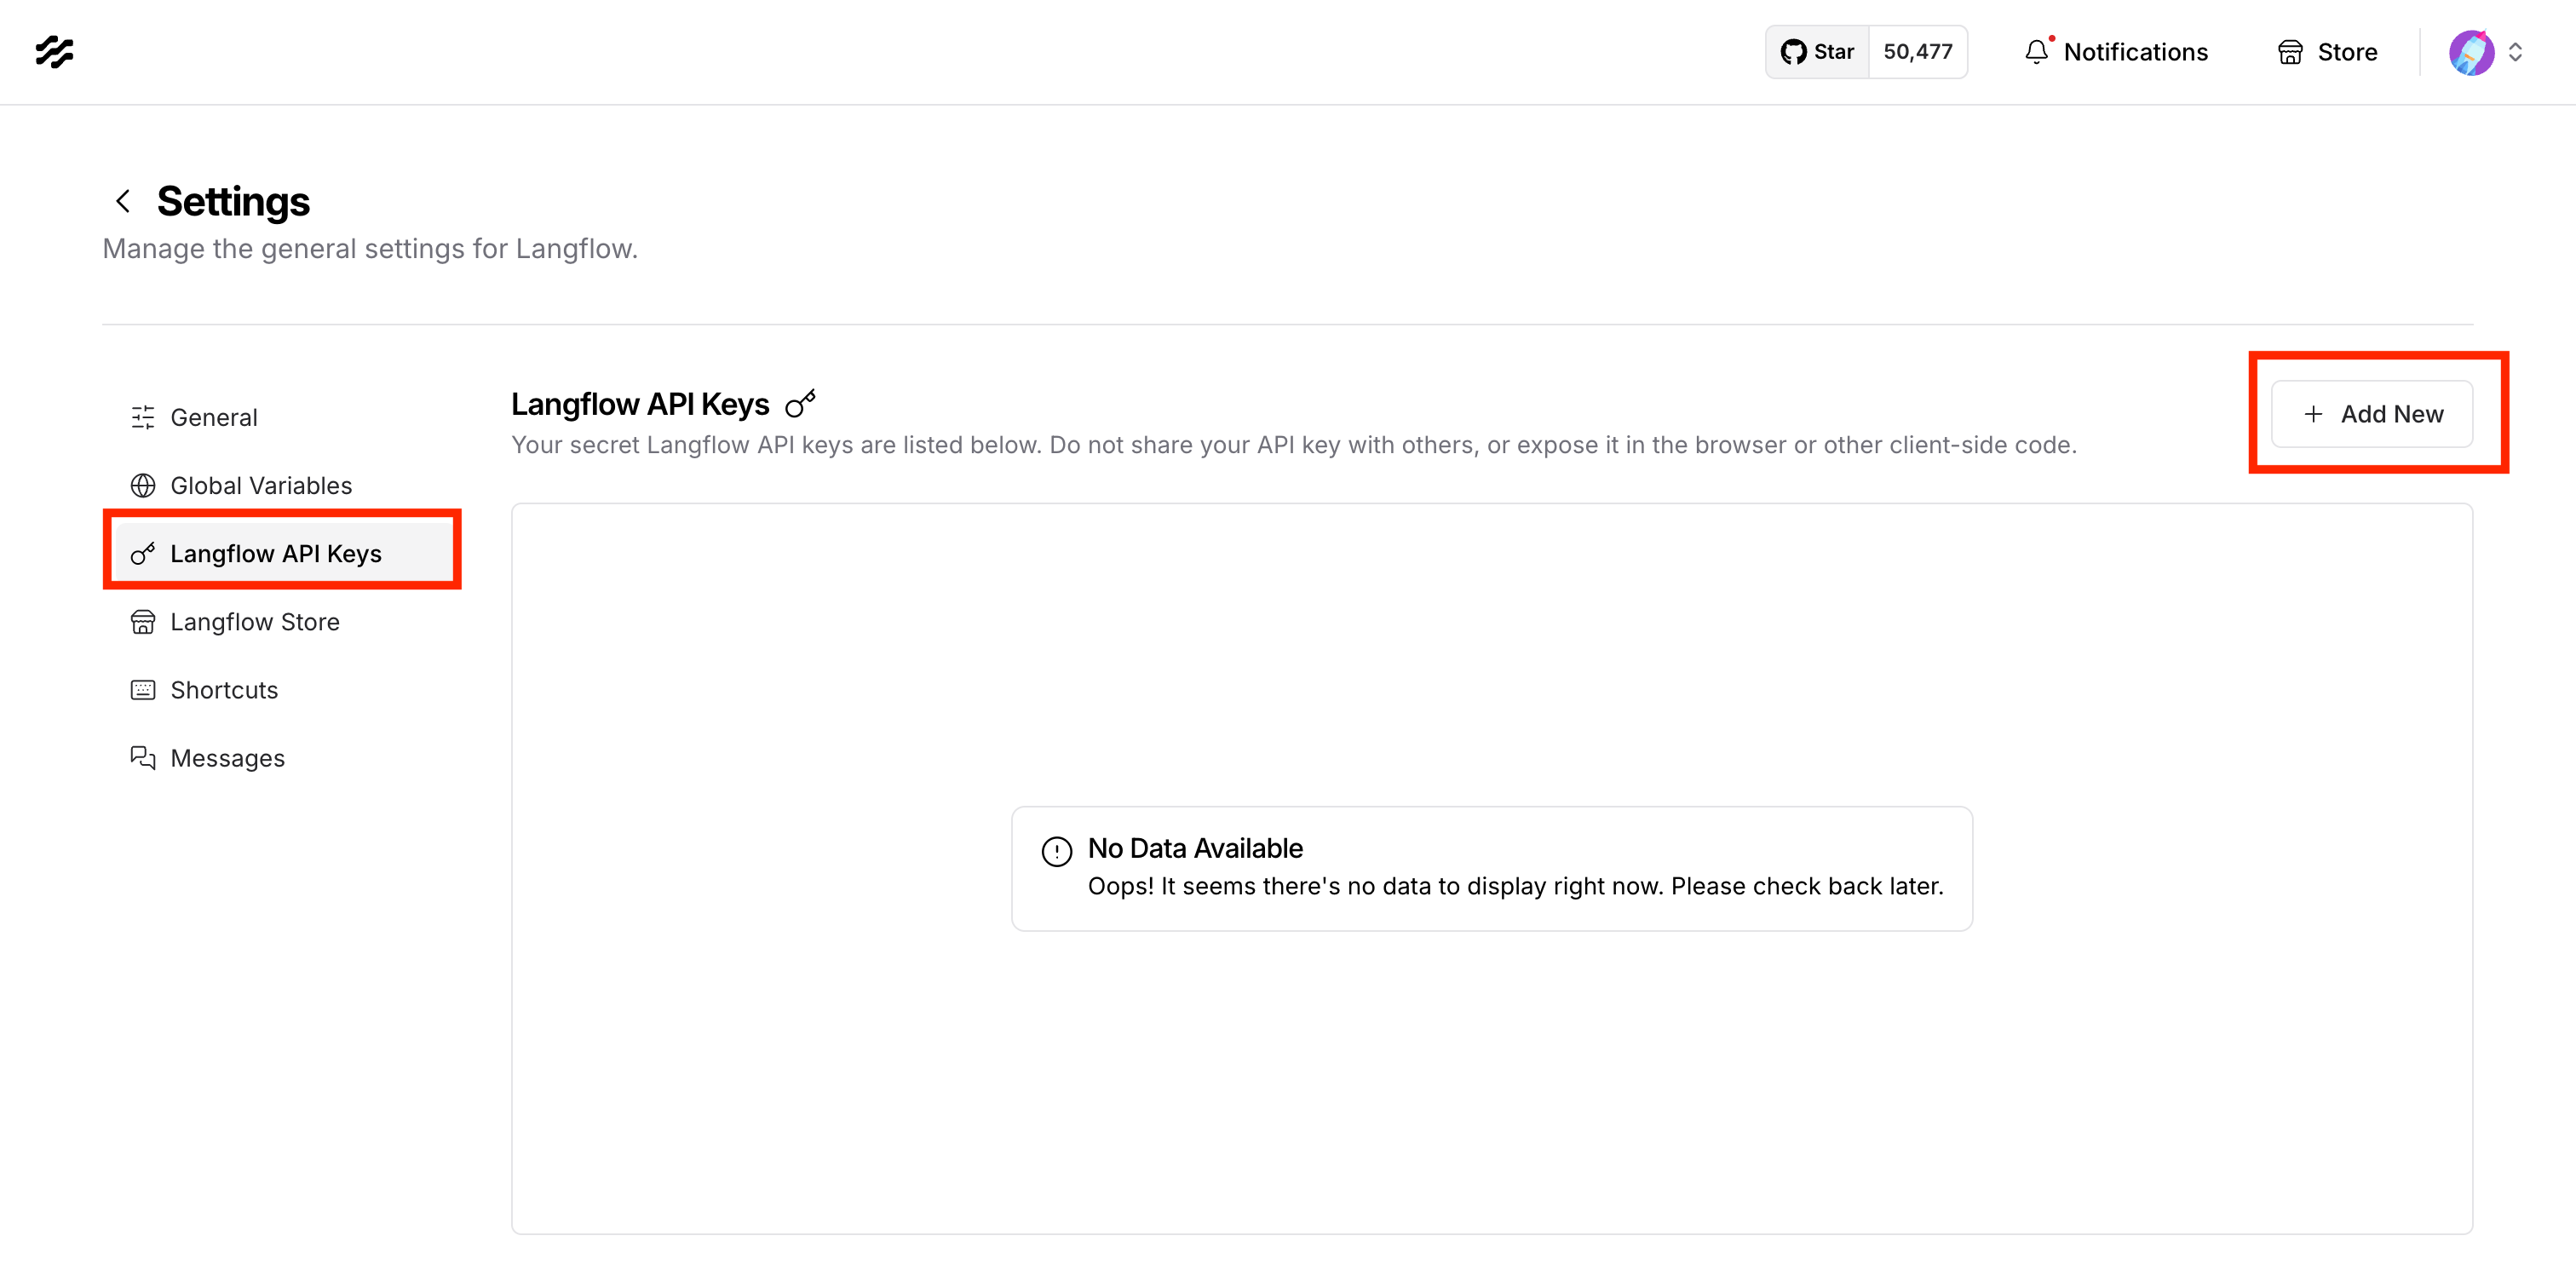 Star 50,477 Notifications Store
Settings
Manage the general settings for Langflow.
General
Global Variables
Langflow API Keys
Langflow Store
Shortcuts
Messages
Langflow API Keys
Your secret Langflow API keys are listed below. Do not share your API key with others, or expose it in the browser or other client-side code.
Add New
No Data Available
Oops! It seems there's no data to display right now. Please check back later.